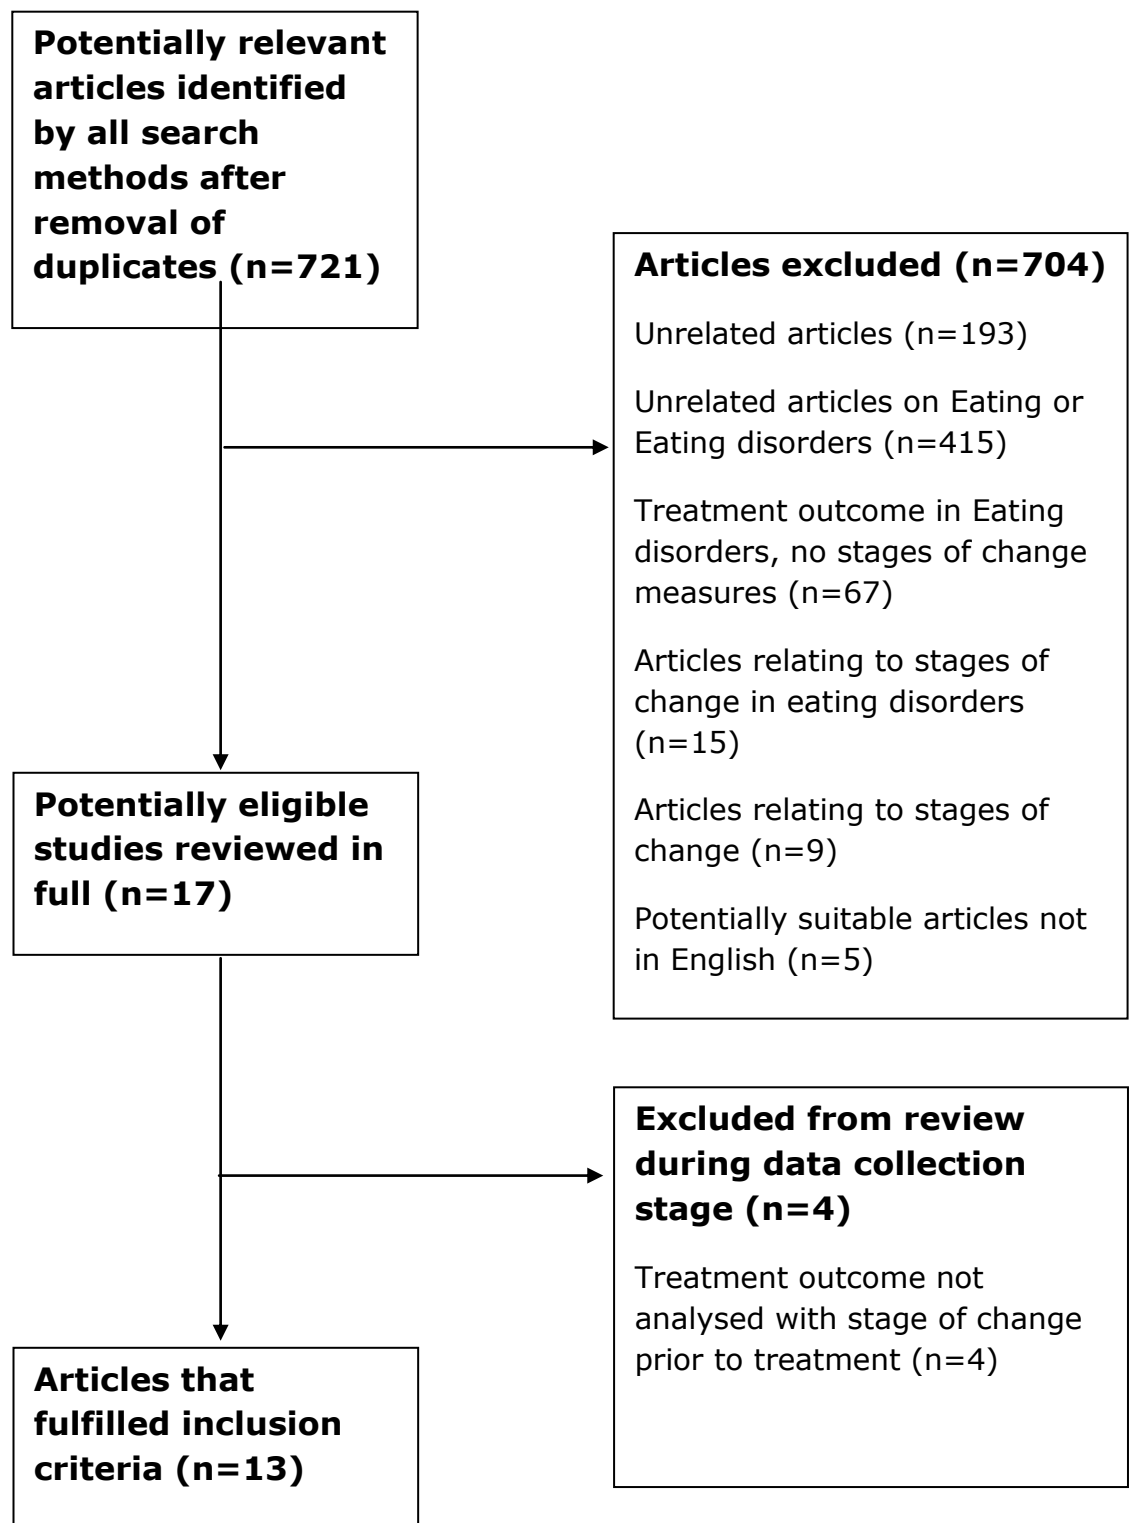 Potentially relevant
articles identified
by all search
methods after
removal of
duplicates (n=721)
Articles excluded (n=704)
Unrelated articles (n=193)
Unrelated articles on Eating or
Eating disorders (n=415)
Treatment outcome in Eating
disorders, no stages of change
measures (n=67)
Articles relating to stages of
change in eating disorders
(n=15)
Articles relating to stages of
change (n=9)
Potentially suitable articles not
in English (n=5)
Potentially eligible
studies reviewed in
full (n=17)
Excluded from review
during data collection
stage (n=4)
Treatment outcome not
analysed with stage of change
prior to treatment (n=4)
Articles that
fulfilled inclusion
criteria (n=13)